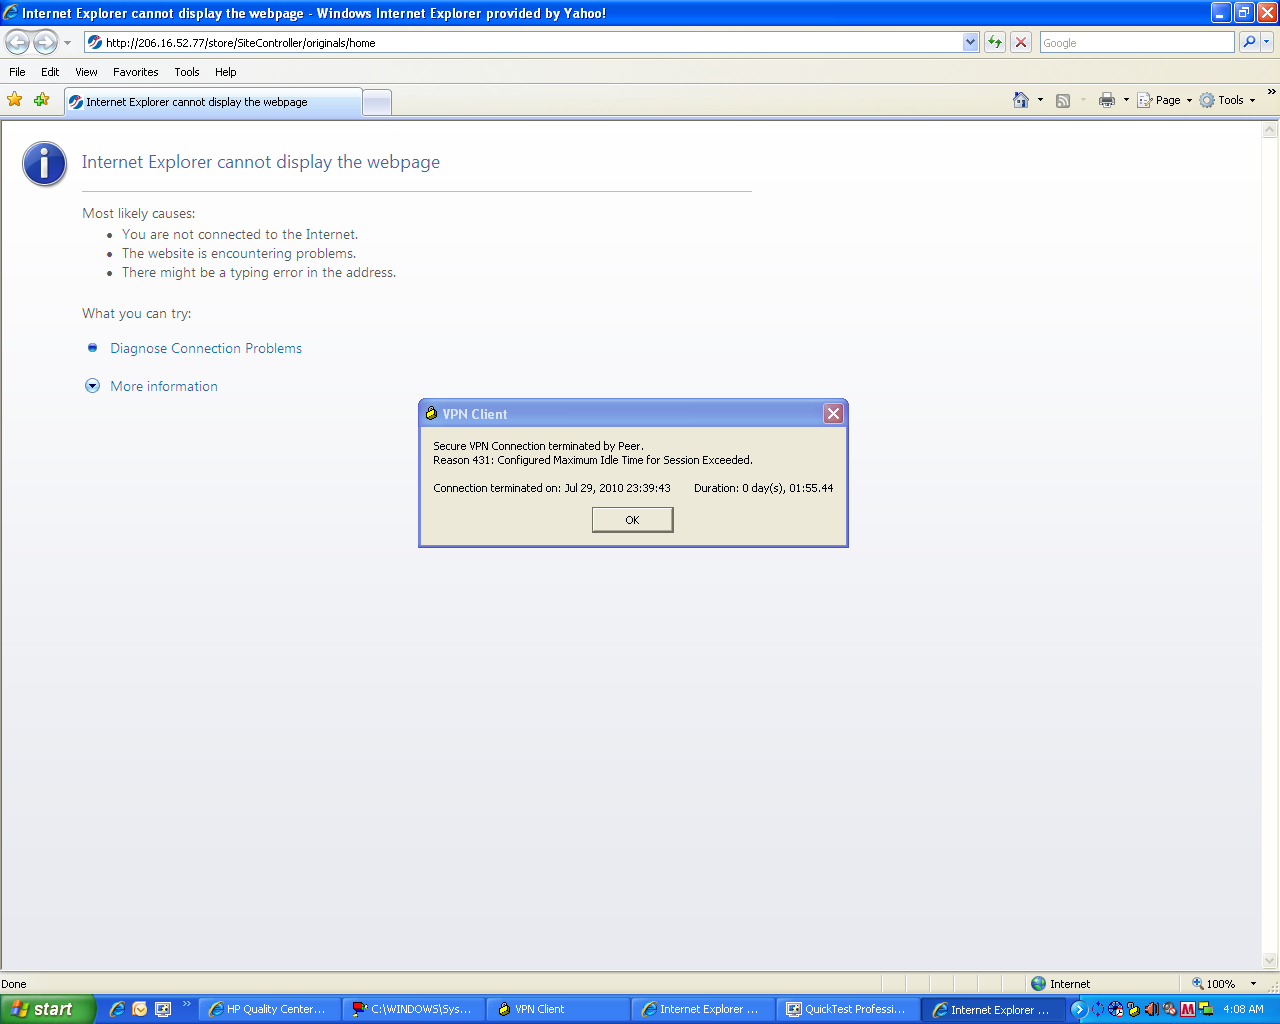 Internet Explorer cannot display the webpage - Windows Internet Explorer provided by Yahoo!
http://206.16.52.77/store/SiteController/originals/home
Google
File Edit View Favorites Tools Help
Internet Explorer cannot display the webpage
Page Tools
Internet Explorer cannot display the webpage
Most likely causes:
You are not connected to the Internet.
The website is encountering problems.
There might be a typing error in the address.
What you can try:
Diagnose Connection Problems
More information
VPN Client
Secure VPN Connection terminated by Peer.
Reason 431: Configured Maximum Idle Time for Session Exceeded.
Connection terminated on: Jul 29, 2010 23:39:43 Duration: 0 day(s), 01:55.44
OK
Done Internet 100%
start HP Quality Center... C:\WINDOWS\Sys... VPN Client Internet Explorer ... QuickTest Professi... Internet Explorer ... 4:08 AM